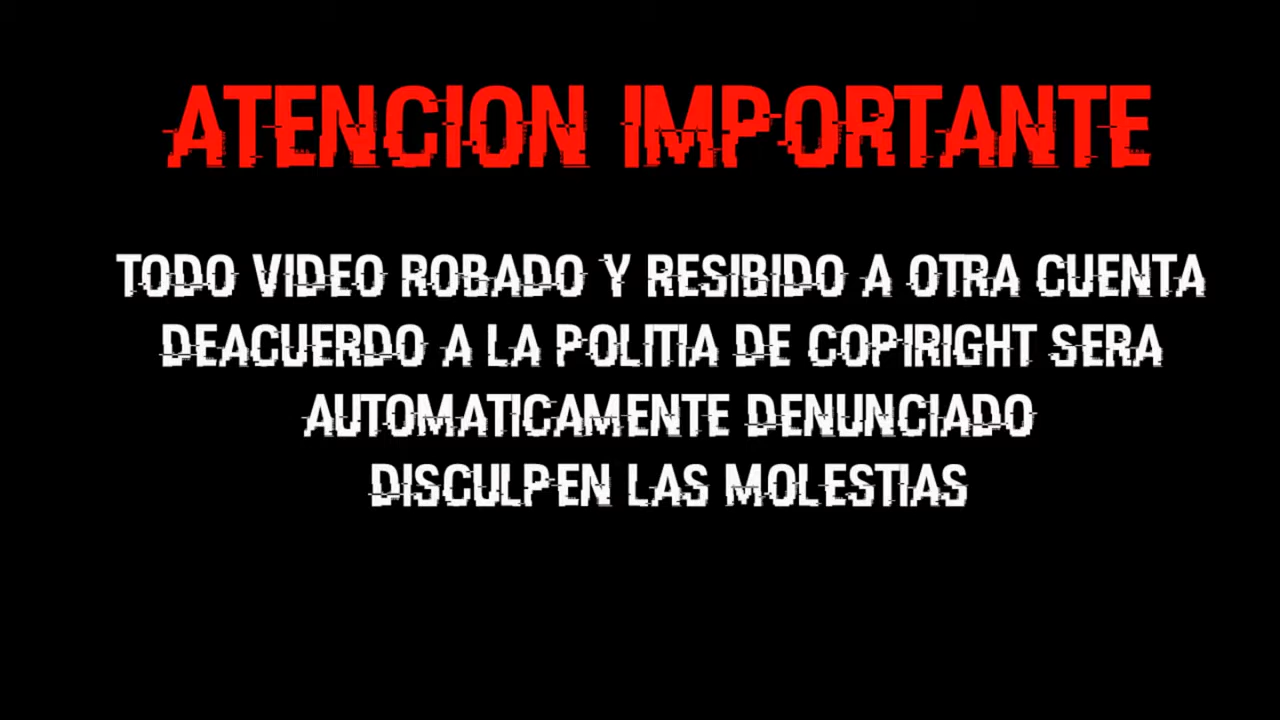 ATENCION IMPORTANTE
TODO VIDEO ROBADO Y RESIBIDO A OTRA CUENTA
DEACUERDO A LA POLITIA DE COPIRIGHT SERA
AUTOMATICAMENTE DENUNCIADO
DISCULPEN LAS MOLESTIAS